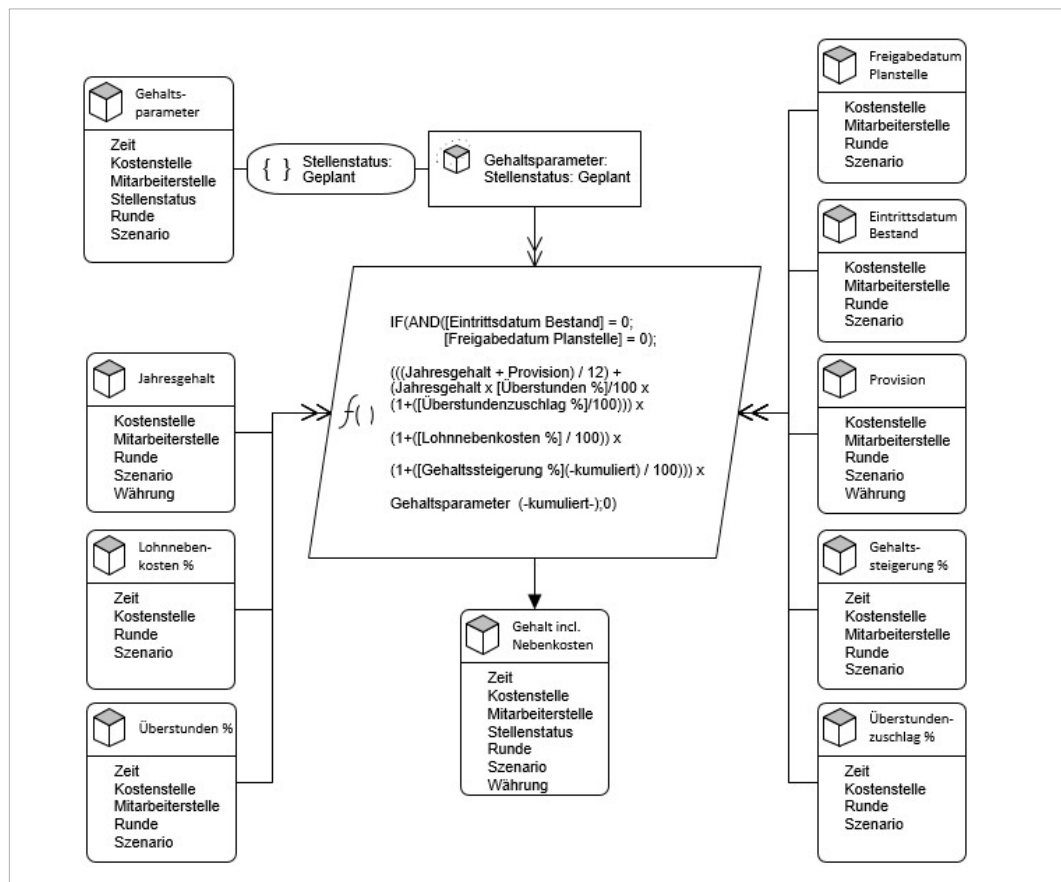 Gehalts-
parameter
Zeit
Kostenstelle
Mitarbeiterstelle
Stellenstatus
Runde
Szenario
{ } Stellenstatus:
Geplant
Gehaltsparameter:
Stellenstatus: Geplant
Freigabedatum
Planstelle
Kostenstelle
Mitarbeiterstelle
Runde
Szenario
Eintrittsdatum
Bestand
Kostenstelle
Mitarbeiterstelle
Runde
Szenario
Jahresgehalt
Kostenstelle
Mitarbeiterstelle
Runde
Szenario
Währung
f()
IF(AND([Eintrittsdatum Bestand] = 0;
[Freigabedatum Planstelle] = 0);
(((Jahresgehalt + Provision) / 12) +
(Jahresgehalt x [Überstunden %]/100 x
(1+([Überstundenzuschlag %]/100))) x
(1+([Lohnnebenkosten %] / 100)) x
(1+([Gehaltssteigerung %](-kumuliert) / 100))) x
Gehaltsparameter (-kumuliert-);0)
Provision
Kostenstelle
Mitarbeiterstelle
Runde
Szenario
Währung
Lohnneben-
kosten %
Zeit
Kostenstelle
Runde
Szenario
Gehalts-
steigerung %
Zeit
Kostenstelle
Mitarbeiterstelle
Runde
Szenario
Gehalt incl.
Nebenkosten
Zeit
Kostenstelle
Mitarbeiterstelle
Stellenstatus
Runde
Szenario
Währung
Überstunden %
Zeit
Kostenstelle
Mitarbeiterstelle
Runde
Szenario
Überstunden-
zuschlag %
Zeit
Kostenstelle
Runde
Szenario